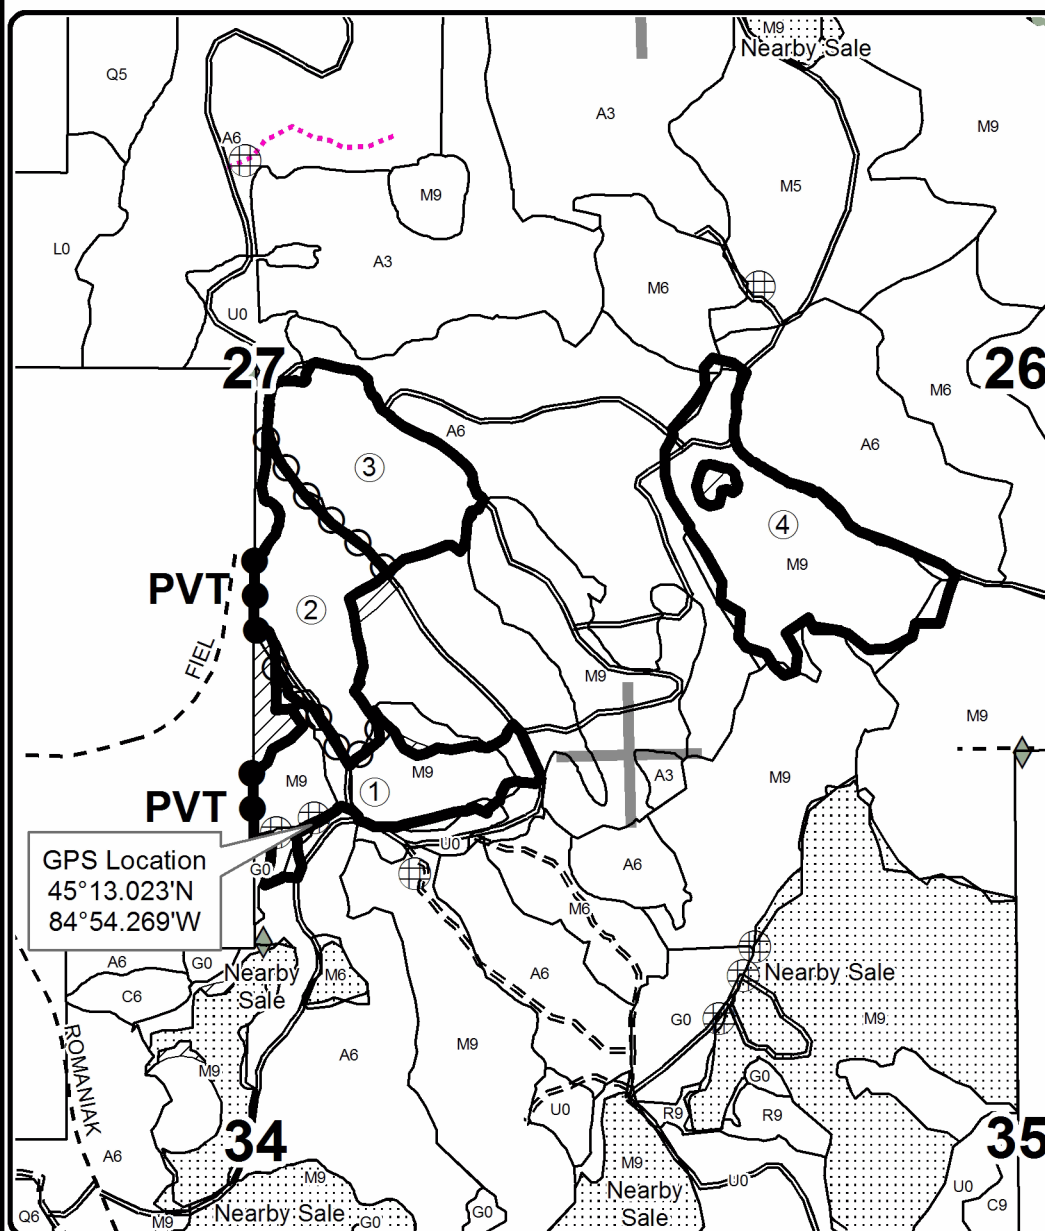 M9
Nearby Sale
Q5
A3
M9
A6
M5
M9
L0
A3
M6
U0
27
26
M6
A6
A6
3
4
M9
PVT
2
FIEL
M9
M9
M9
M9
A3
M9
1
PVT
U0
A6
GPS Location
45°13.023'N
84°54.269'W
G0
M6
A6
G0
Nearby
Sale
M6
A6
Nearby Sale
C6
G0
M9
ROMANIAK
M9
A6
M9
G0
U0
R9
R9
34
35
A6
M9
M9
U0
U0
Nearby
Sale
C9
Q6
M9
Nearby Sale
G0
G0